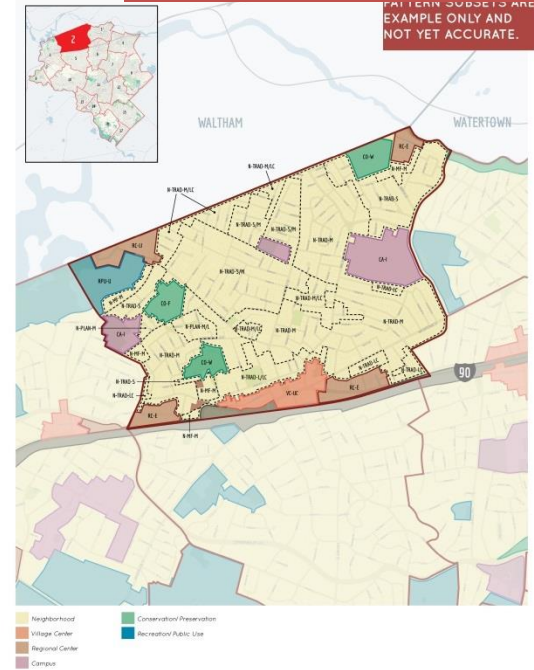 PATTERN SUBSETS ARE
EXAMPLE ONLY AND
NOT YET ACCURATE.
2
WALTHAM
WATERTOWN
N-TRAD-M/LC
N-TRAD-M/LC
CO-W
RC-E
N-MF-M
N-TRAD-S
N-TRAD-S/M
N-TRAD-S/M
N-TRAD-M
RC-U
CA-I
RPU-U
N-TRAD-S/M
N-MF-M
N-TRAD-LC
N-TRAD-S
CO-P
N-TRAD-M/LC
N-PLAN-M
N-PLAN-M/L
N-TRAD-M/LC
N-TRAD-M
N-TRAD-M
CA-I
N-MF-M
N-TRAD-M
CO-W
N-TRAD-LC
N-TRAD-L
N-TRAD-S
N-TRAD-L/LC
N-TRAD-LC
N-MF-M
VC-LC
RC-E
90
RC-E
N-MF-M
Neighborhood
Village Center
Regional Center
Campus
Conservation/ Preservation
Recreation/ Public Use